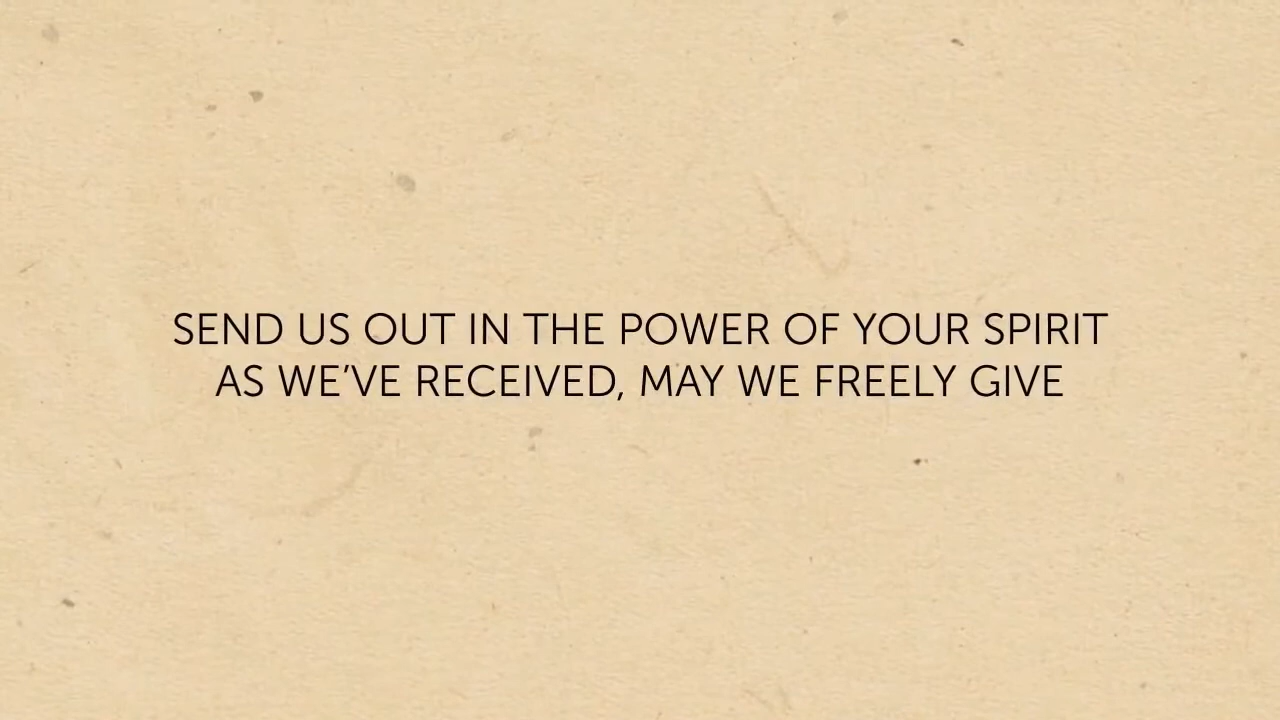 SEND US OUT IN THE POWER OF YOUR SPIRIT
AS WE’VE RECEIVED, MAY WE FREELY GIVE